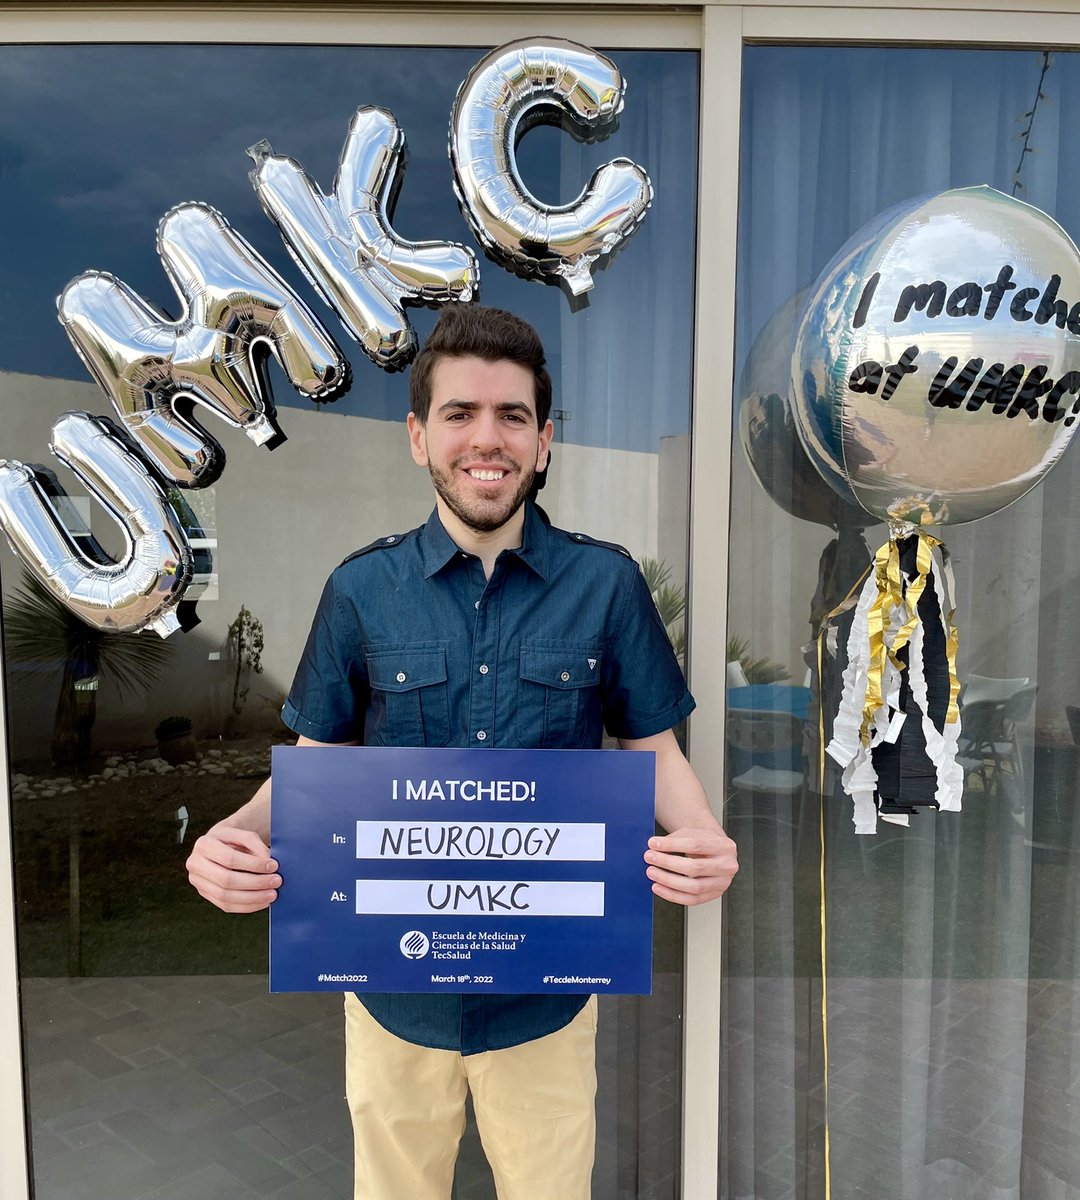 UMKC
I matche
at UMKC!
I MATCHED!
In: NEUROLOGY
At: UMKC
Escuela de Medicina y
Ciencias de la Salud
TecSalud
#Match2022 March 18th, 2022 #TecdeMonterrey